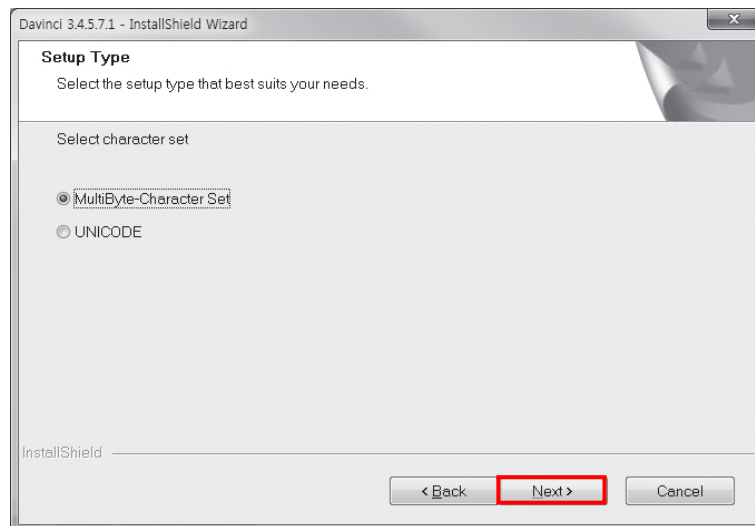 Davinci 3.4.5.7.1 - InstallShield Wizard
x
Setup Type
Select the setup type that best suits your needs.
Select character set
MultiByte-Character Set
UNICODE
InstallShield
< Back
Next >
Cancel